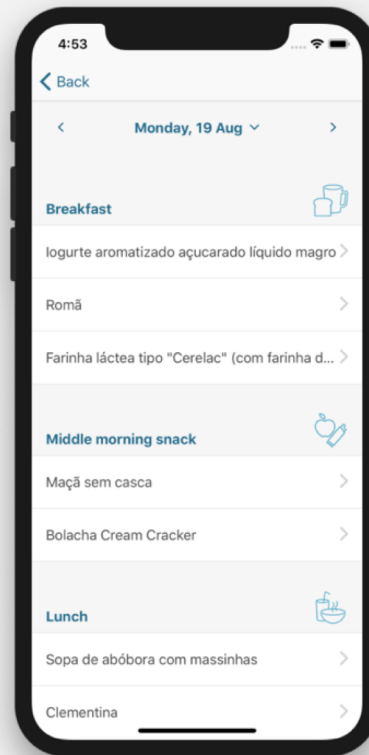 4:53
Back
Monday, 19 Aug
Breakfast
Iogurte aromatizado açucarado líquido magro
Romã
Farinha láctea tipo "Cerelac" (com farinha d...
Middle morning snack
Maçã sem casca
Bolacha Cream Cracker
Lunch
Sopa de abóbora com massinhas
Clementina